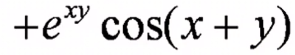 +e^{xy} cos(x + y)